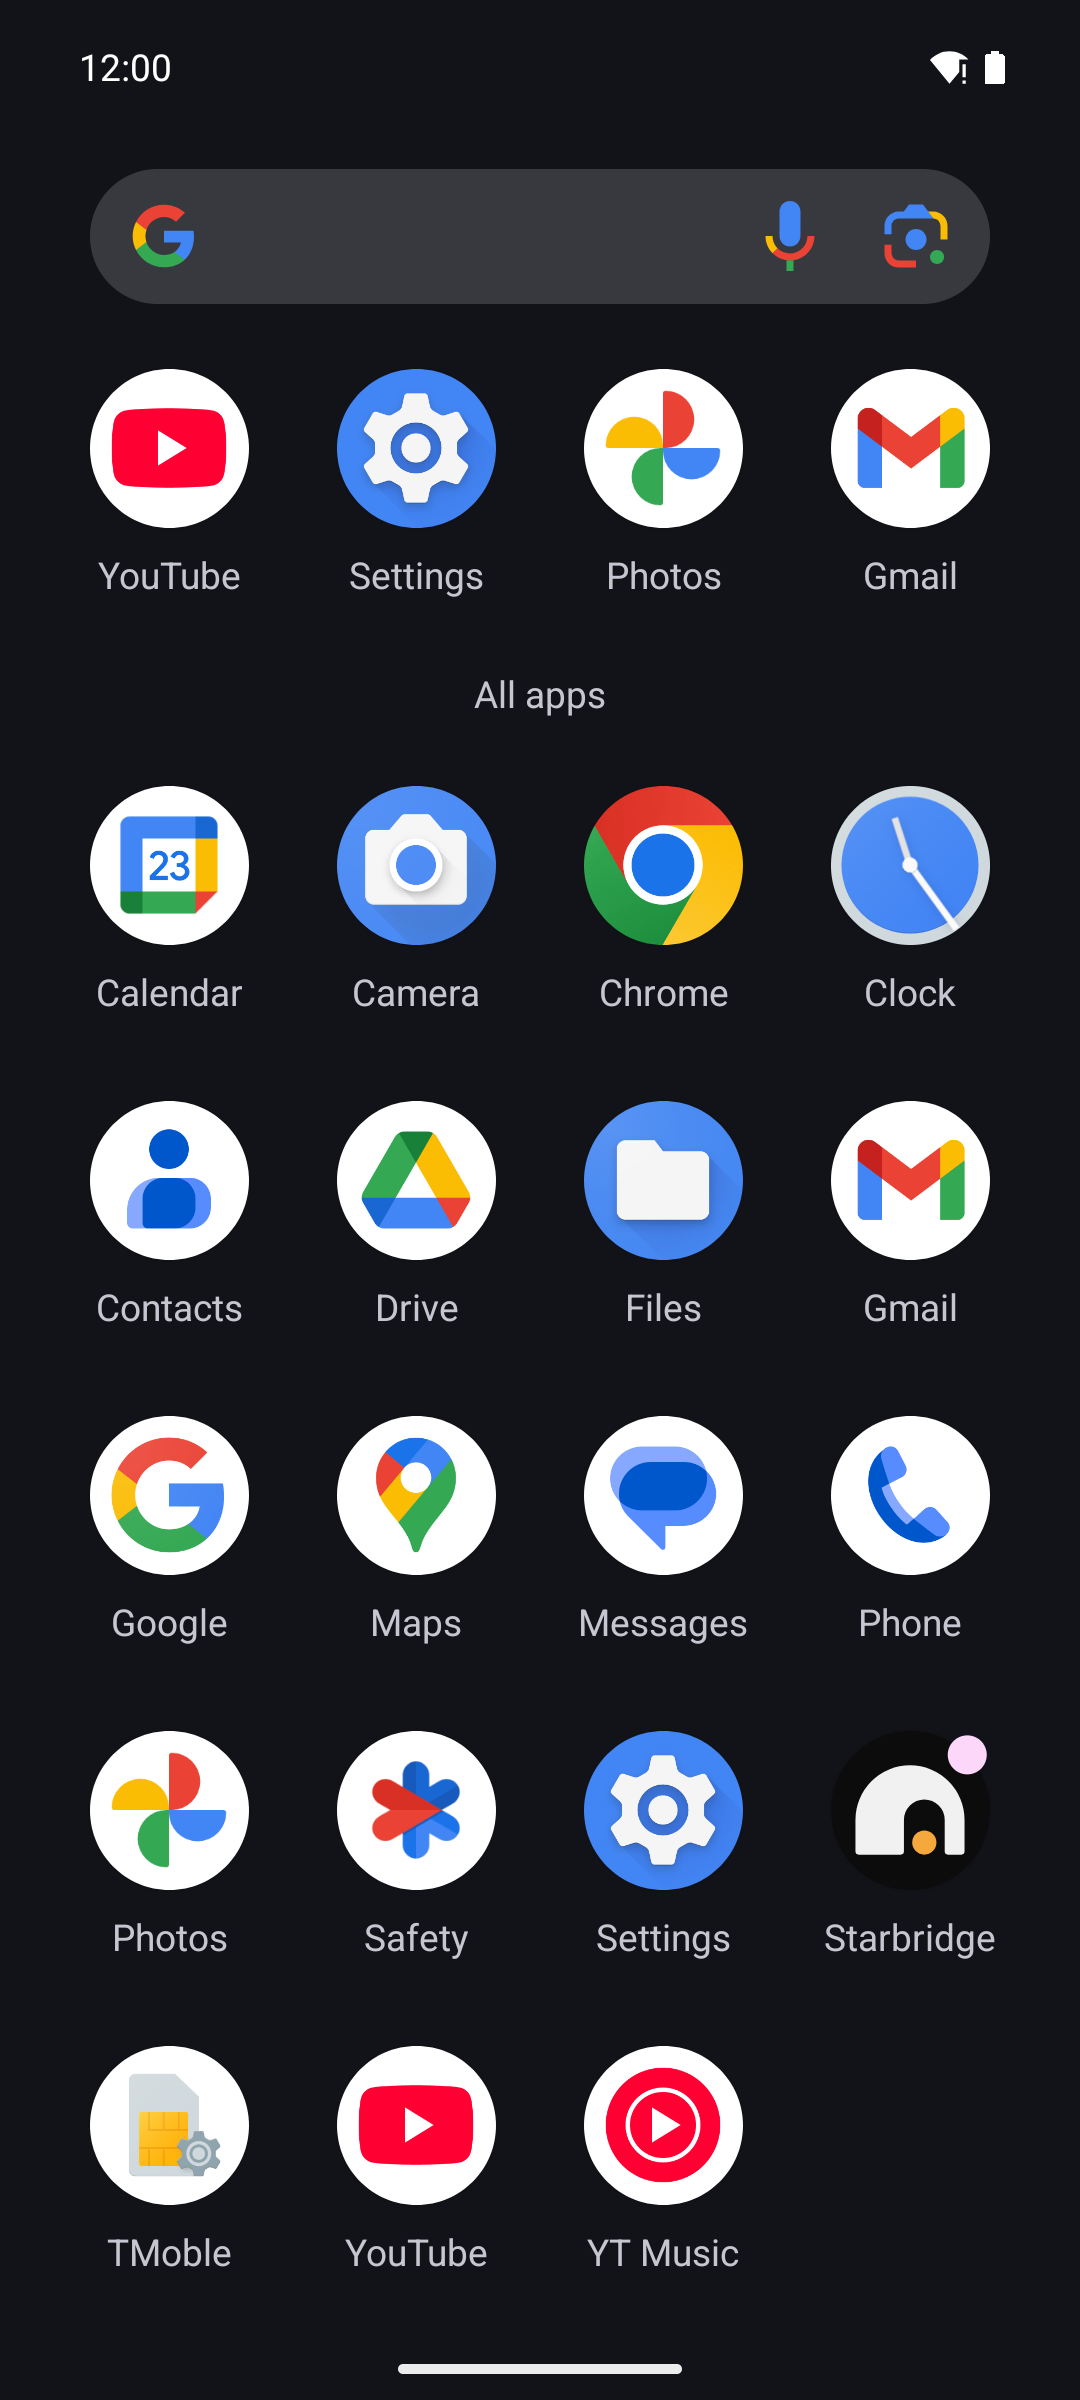 12:00
YouTube Settings Photos Gmail
All apps
23
Calendar Camera Chrome Clock
Contacts Drive Files Gmail
Google Maps Messages Phone
Photos Safety Settings Starbridge
TMoble YouTube YT Music